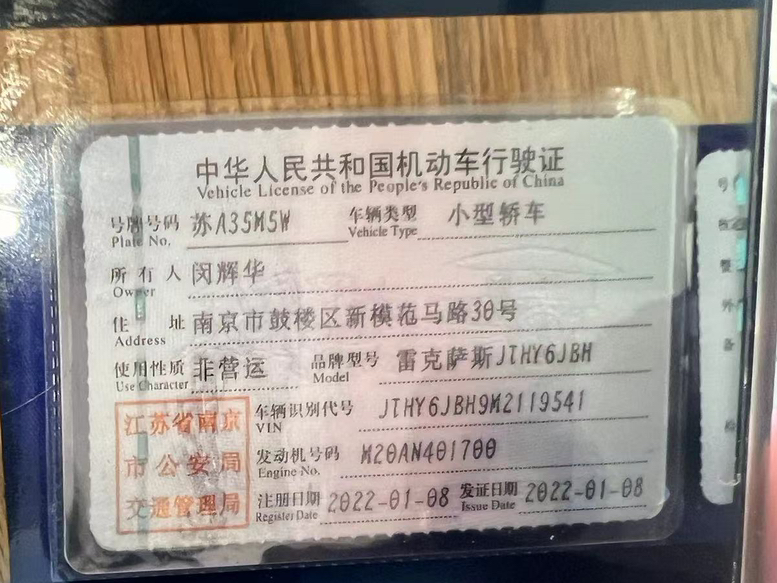 中华人民共和国机动车行驶证
Vehicle License of the People's Republic of China
号牌号码 苏A35M5W 车辆类型 小型轿车
Plate No. Vehicle Type
所有人 闵辉华
Owner
住址 南京市鼓楼区新模范马路30号
Address
使用性质 非营运 品牌型号 雷克萨斯JTHY6JBH
Use Character Model
车辆识别代号 JTHY6JBH9M2119541
VIN
发动机号码 M20AN401700
Engine No.
注册日期 2022-01-08 发证日期 2022-01-08
Register Date Issue Date
江苏省南京
市公安局
交通管理局
号
整
外
备
检